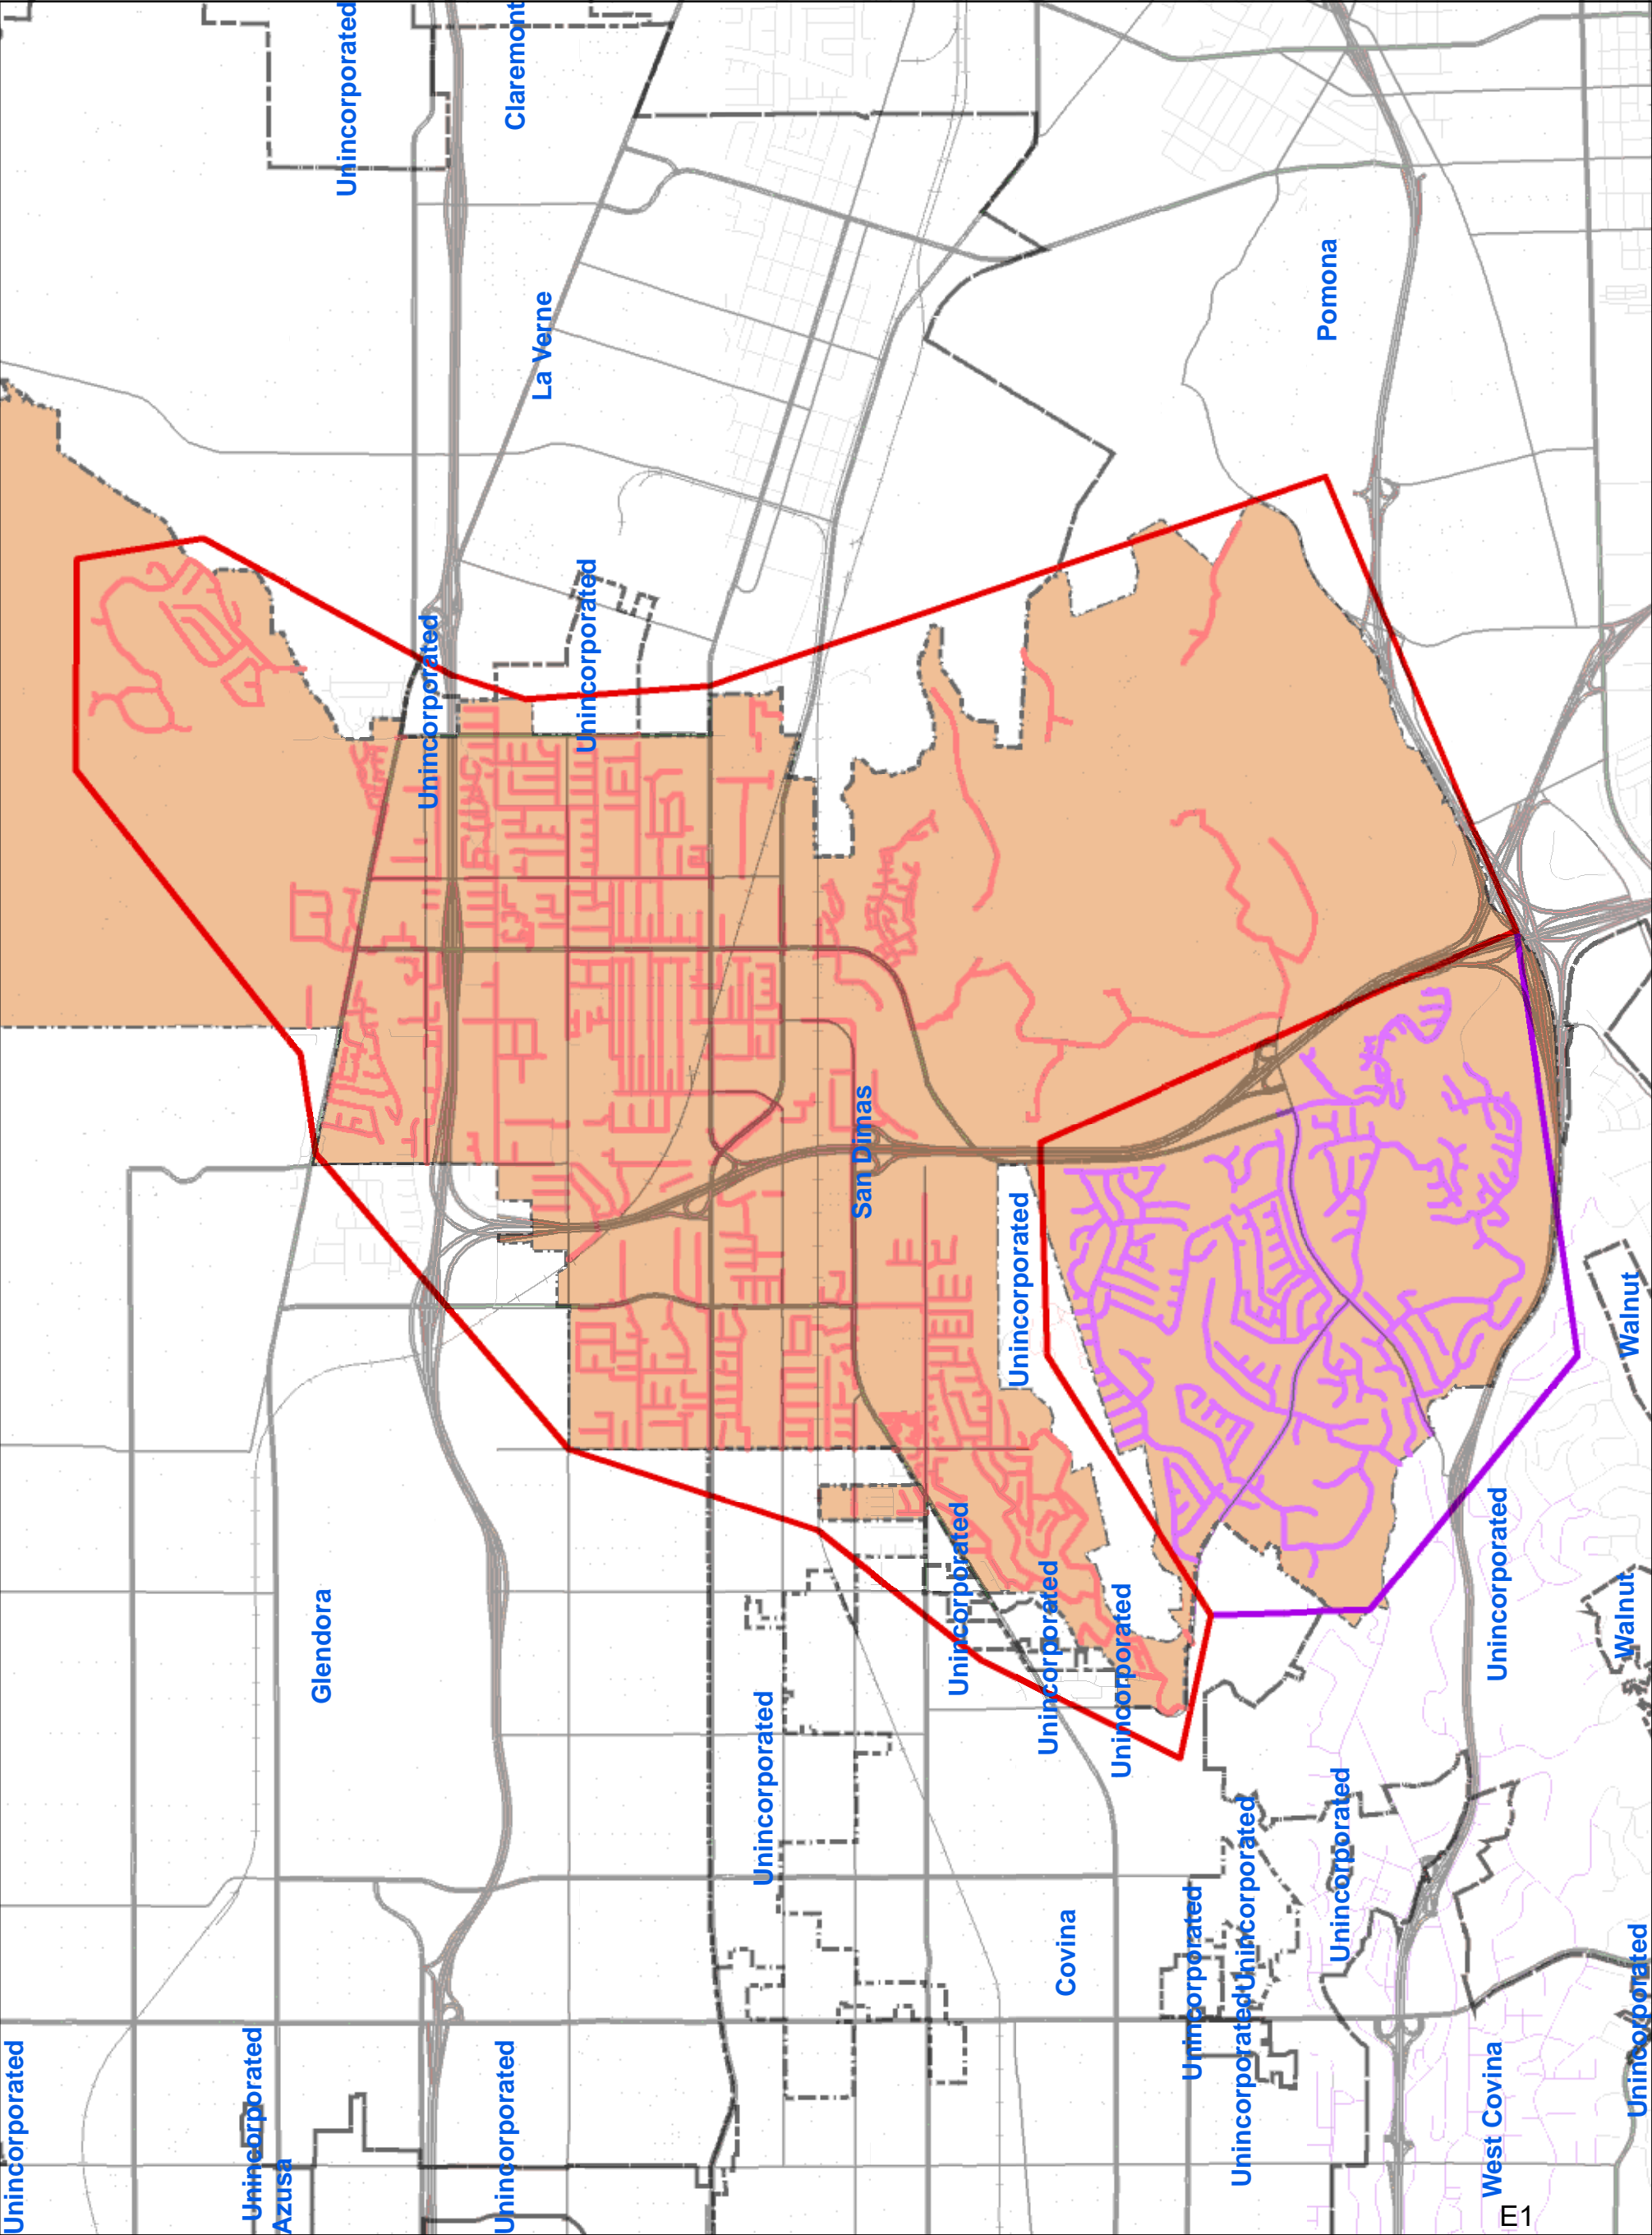 Unincorporated
Claremont
La Verne
Pomona
Unincorporated
Unincorporated
San Dimas
Unincorporated
Walnut
Glendora
Unincorporated
Unincorporated
Unincorporated
Unincorporated
Walnut
Unincorporated
Unincorporated
Unincorporated
Covina
Unincorporated
Unincorporated
Unincorporated
Unincorporated
Unincorporated
Azusa
Unincorporated
West Covina
Unincorporated
E1